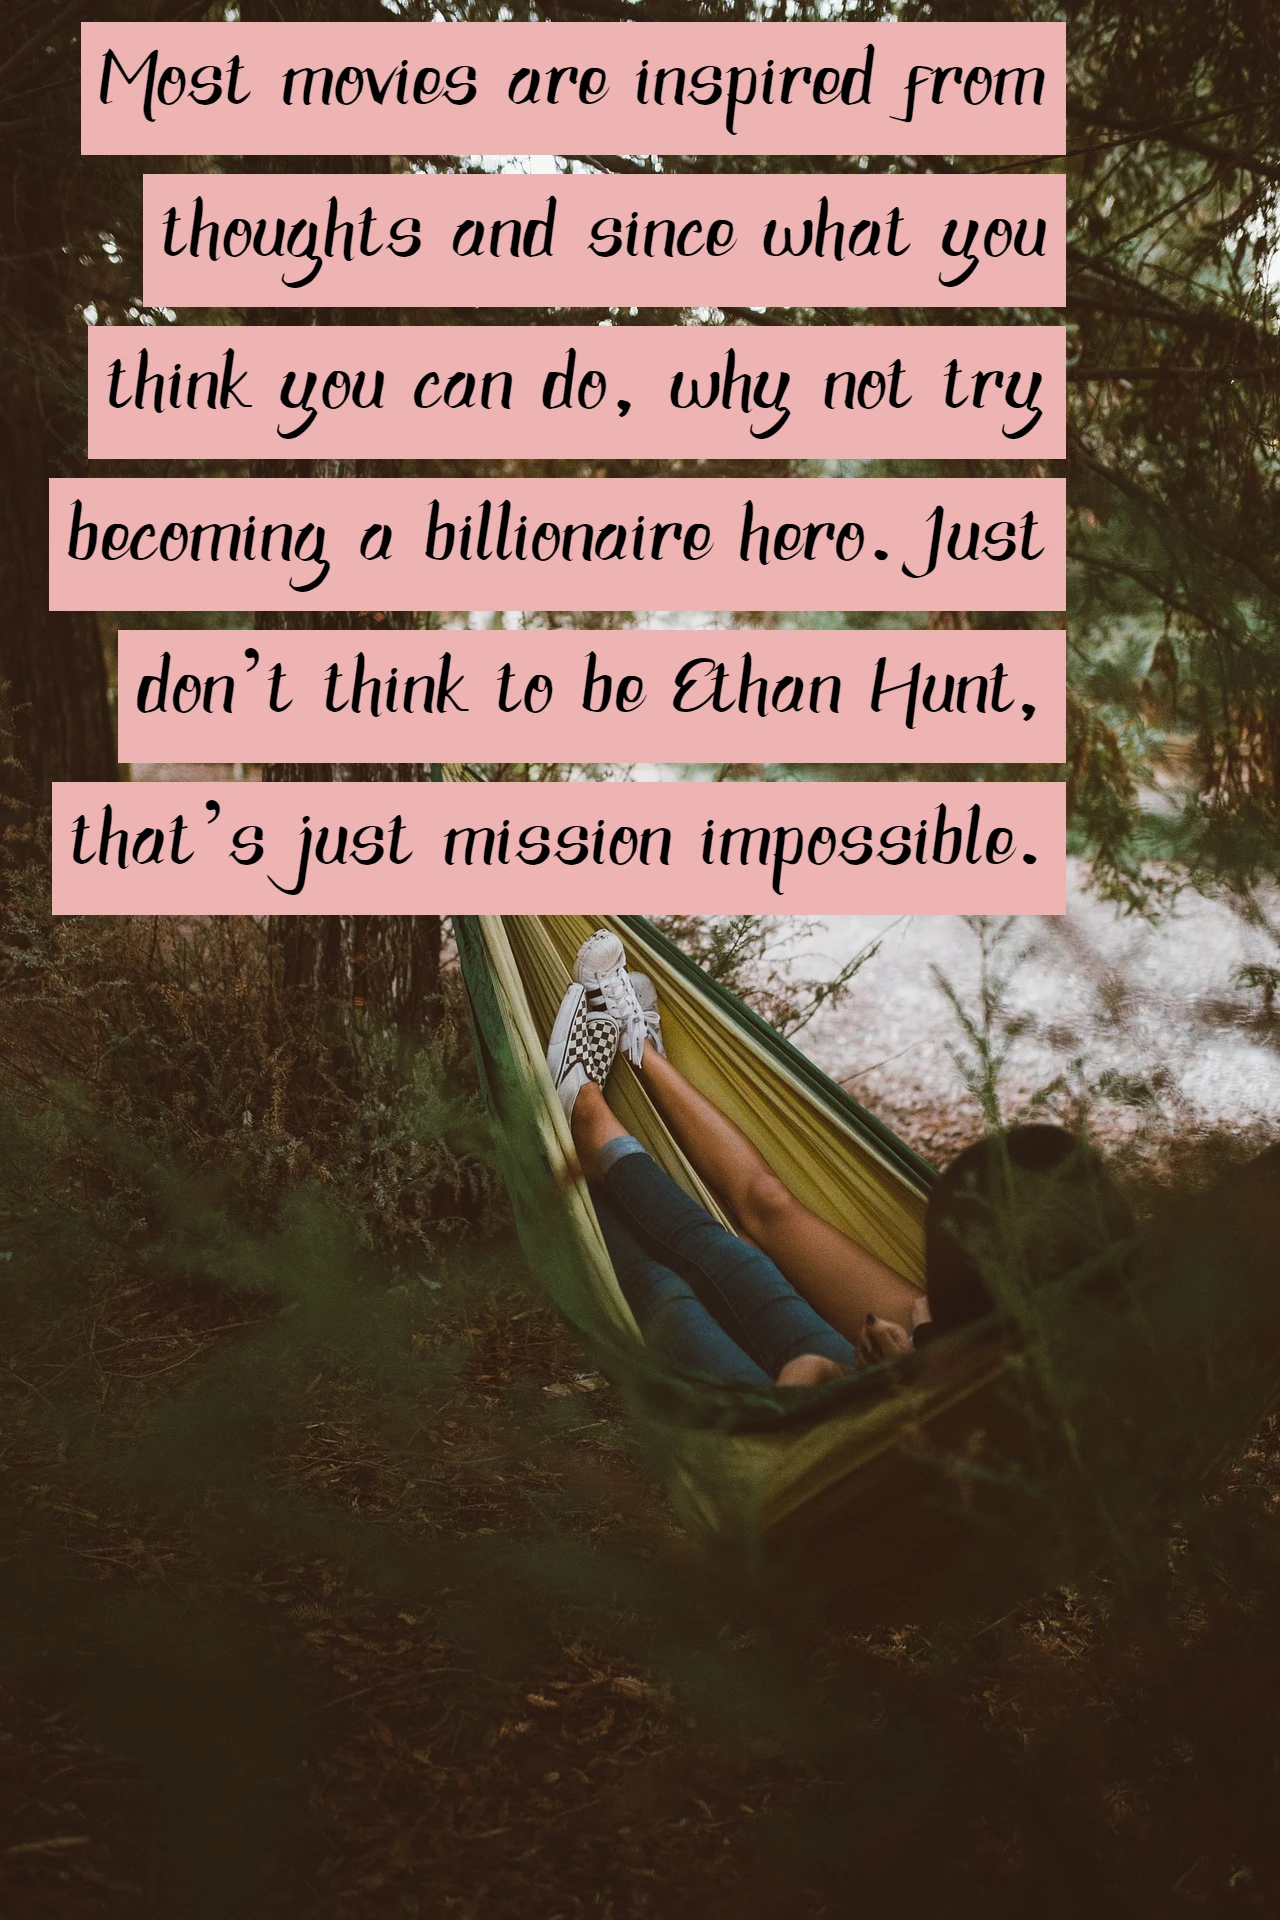 Most movies are inspired from
thoughts and since what you
think you can do, why not try
becoming a billionaire hero. Just
don't think to be Ethan Hunt,
that's just mission impossible.